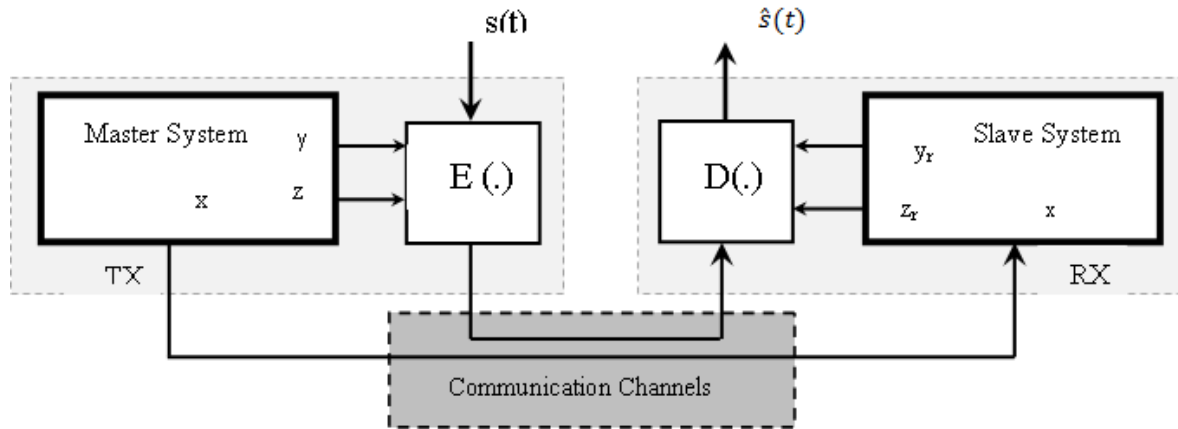 s(t)
ŝ(t)
Master System
y
x
z
E (.)
D(.)
yᵣ
Slave System
zᵣ
x
TX
RX
Communication Channels